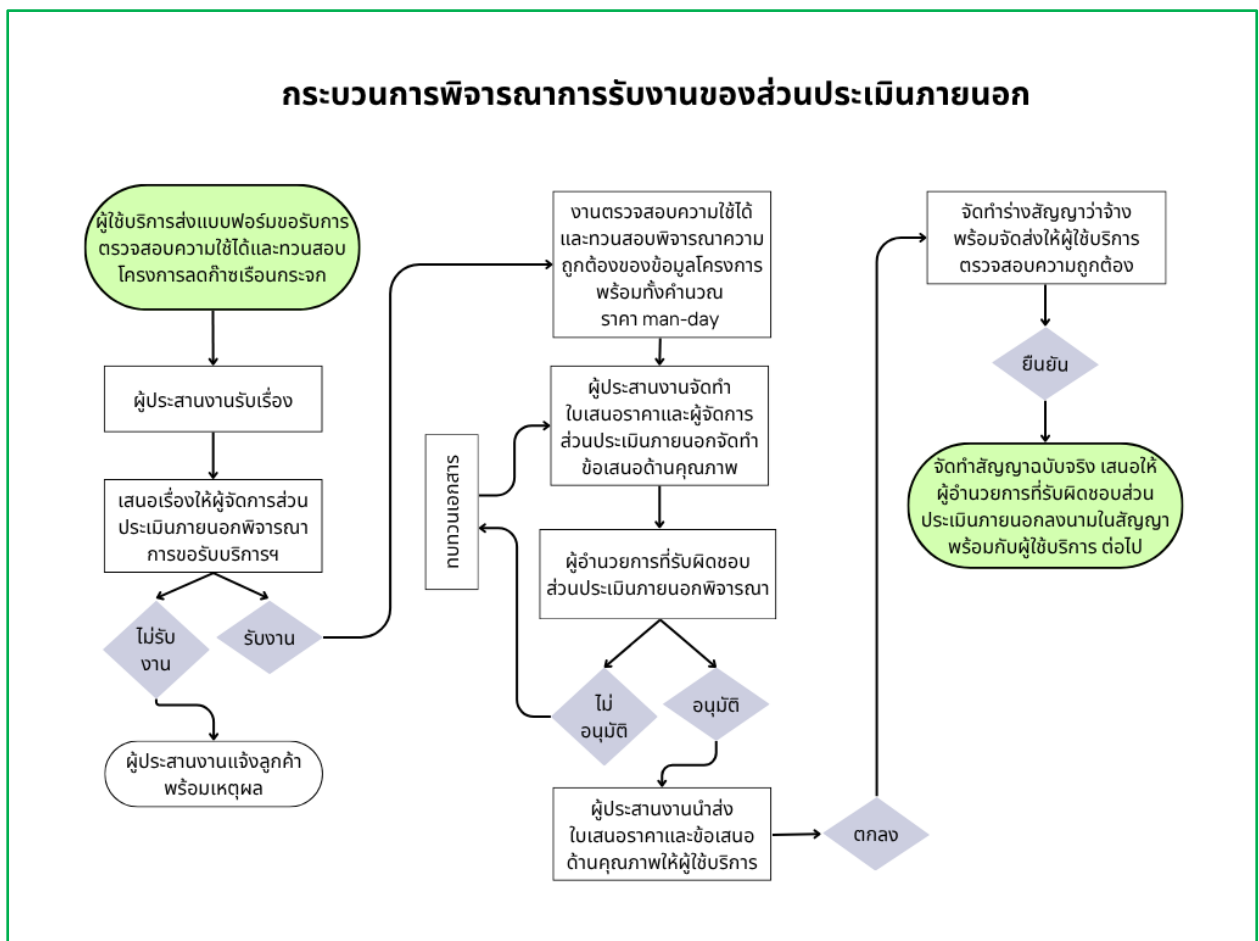 กระบวนการพิจารณาการรับงานของส่วนประเมินภายนอก
ผู้ใช้บริการส่งแบบฟอร์มขอรับการ
ตรวจสอบความใช้ได้และทวนสอบ
โครงการลดก๊าซเรือนกระจก
ผู้ประสานงานรับเรื่อง
เสนอเรื่องให้ผู้จัดการส่วน
ประเมินภายนอกพิจารณา
การขอรับบริการฯ
ไม่รับ
งาน
รับงาน
ผู้ประสานงานแจ้งลูกค้า
พร้อมเหตุผล
งานตรวจสอบความใช้ได้
และทวนสอบพิจารณาความ
ถูกต้องของข้อมูลโครงการ
พร้อมทั้งคำนวณ
ราคา man-day
ผู้ประสานงานจัดทำ
ใบเสนอราคาและผู้จัดการ
ส่วนประเมินภายนอกจัดทำ
ข้อเสนอด้านคุณภาพ
ทบทวนเอกสาร
ผู้อำนวยการที่รับผิดชอบ
ส่วนประเมินภายนอกพิจารณา
ไม่
อนุมัติ
อนุมัติ
ผู้ประสานงานนำส่ง
ใบเสนอราคาและข้อเสนอ
ด้านคุณภาพให้ผู้ใช้บริการ
ตกลง
จัดทำร่างสัญญาว่าจ้าง
พร้อมจัดส่งให้ผู้ใช้บริการ
ตรวจสอบความถูกต้อง
ยืนยัน
จัดทำสัญญาฉบับจริง เสนอให้
ผู้อำนวยการที่รับผิดชอบส่วน
ประเมินภายนอกลงนามในสัญญา
พร้อมกับผู้ใช้บริการ ต่อไป